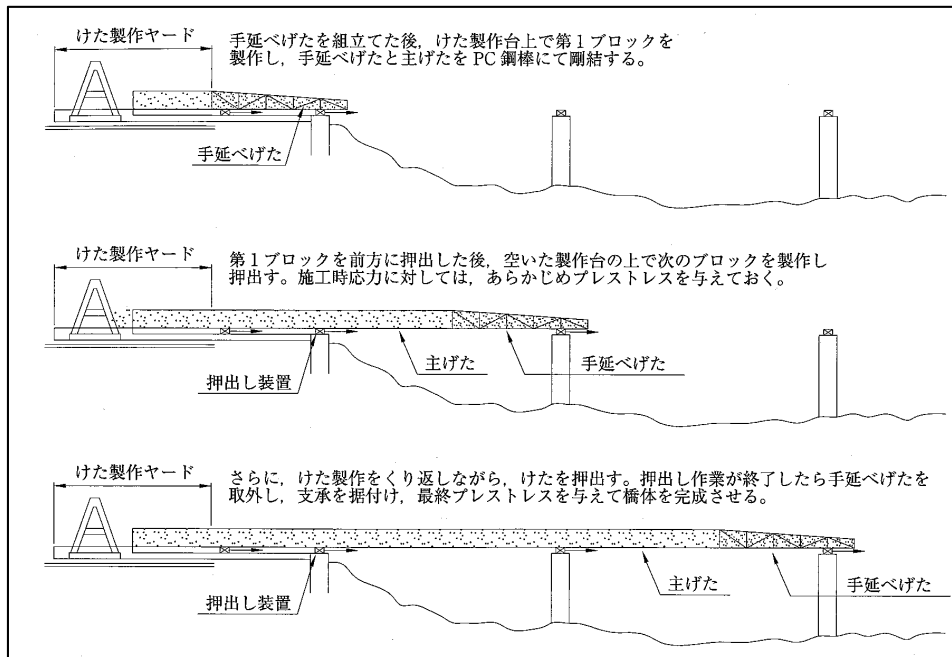 けた製作ヤード
手延べげたを組立てた後，けた製作台上で第1ブロックを
製作し，手延べげたと主げたを PC 鋼棒にて剛結する。
手延べげた
けた製作ヤード
第1ブロックを前方に押出した後，空いた製作台の上で次のブロックを製作し
押出す。施工時応力に対しては，あらかじめプレストレスを与えておく。
主げた
手延べげた
押出し装置
けた製作ヤード
さらに，けた製作をくり返しながら，けたを押出す。押出し作業が終了したら手延べげたを
取外し，支承を据付け，最終プレストレスを与えて橋体を完成させる。
主げた
手延べげた
押出し装置